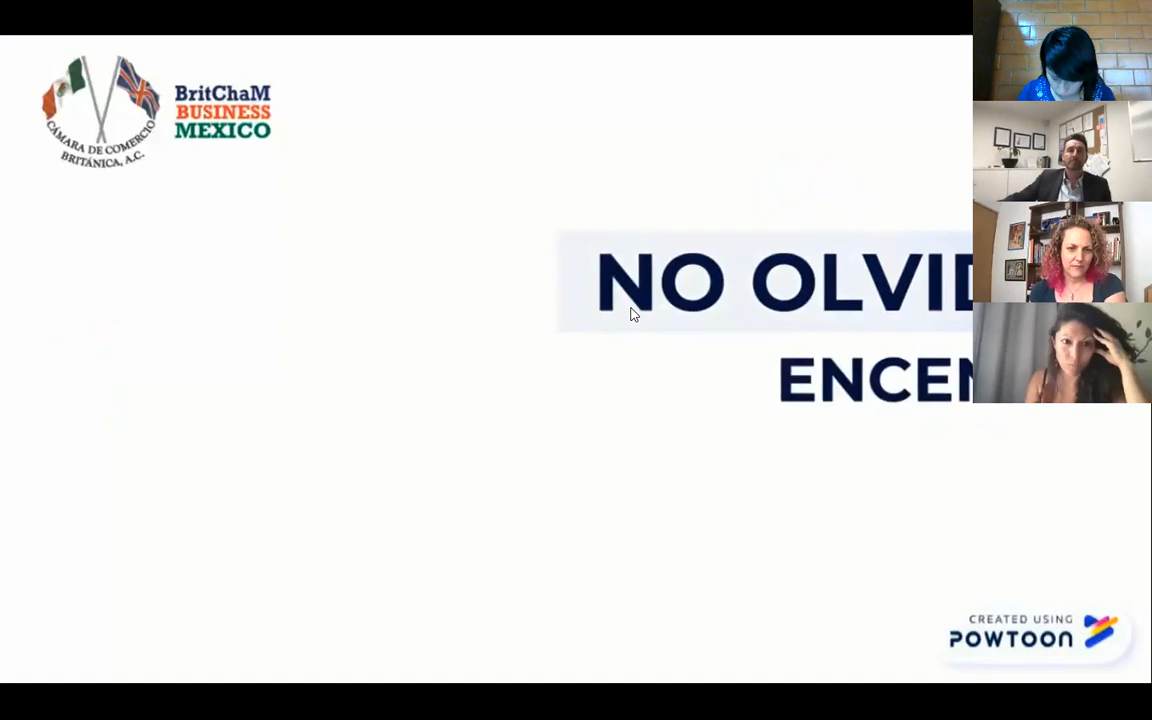 CÁMARA DE COMERCIO
BRITÁNICA, A.C.
BritChaM
BUSINESS
MEXICO
NO OLVID
ENCEN
CREATED USING
POWTOON